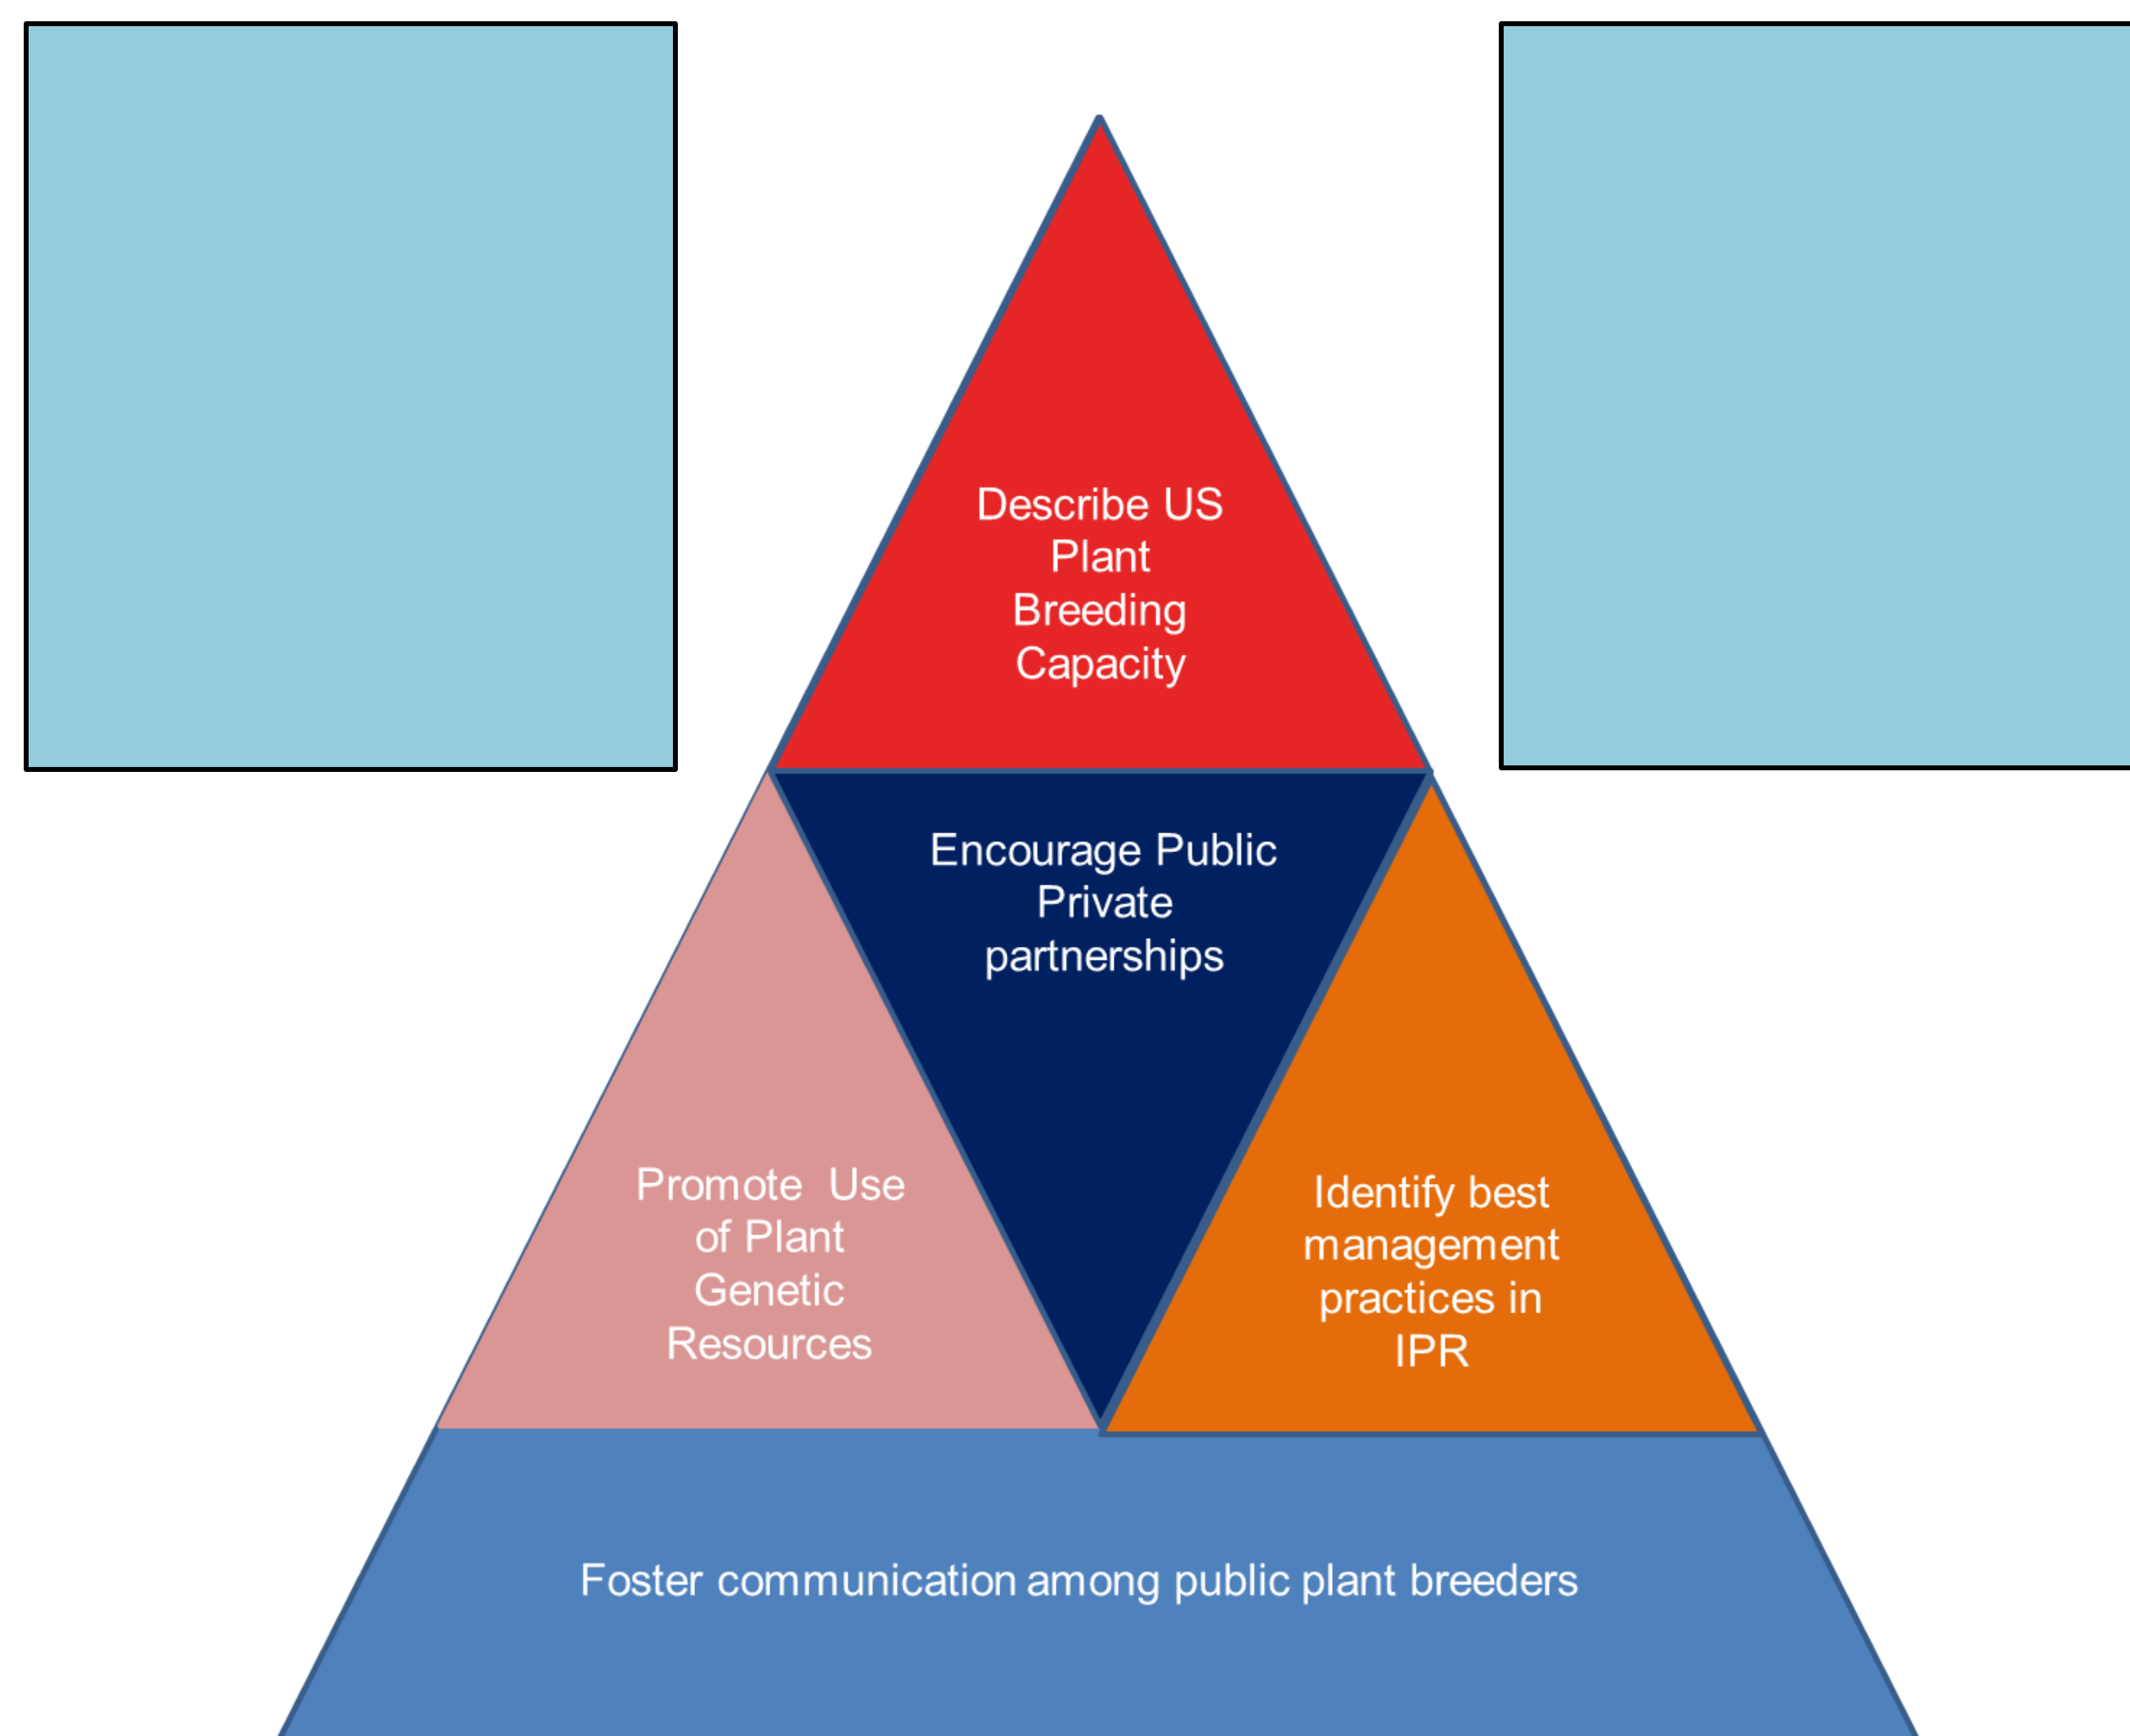 Describe US
Plant
Breeding
Capacity
Encourage Public
Private
partnerships
Promote  Use
of Plant
Genetic
Resources
Identify best
management
practices in
IPR
Foster communication among public plant breeders